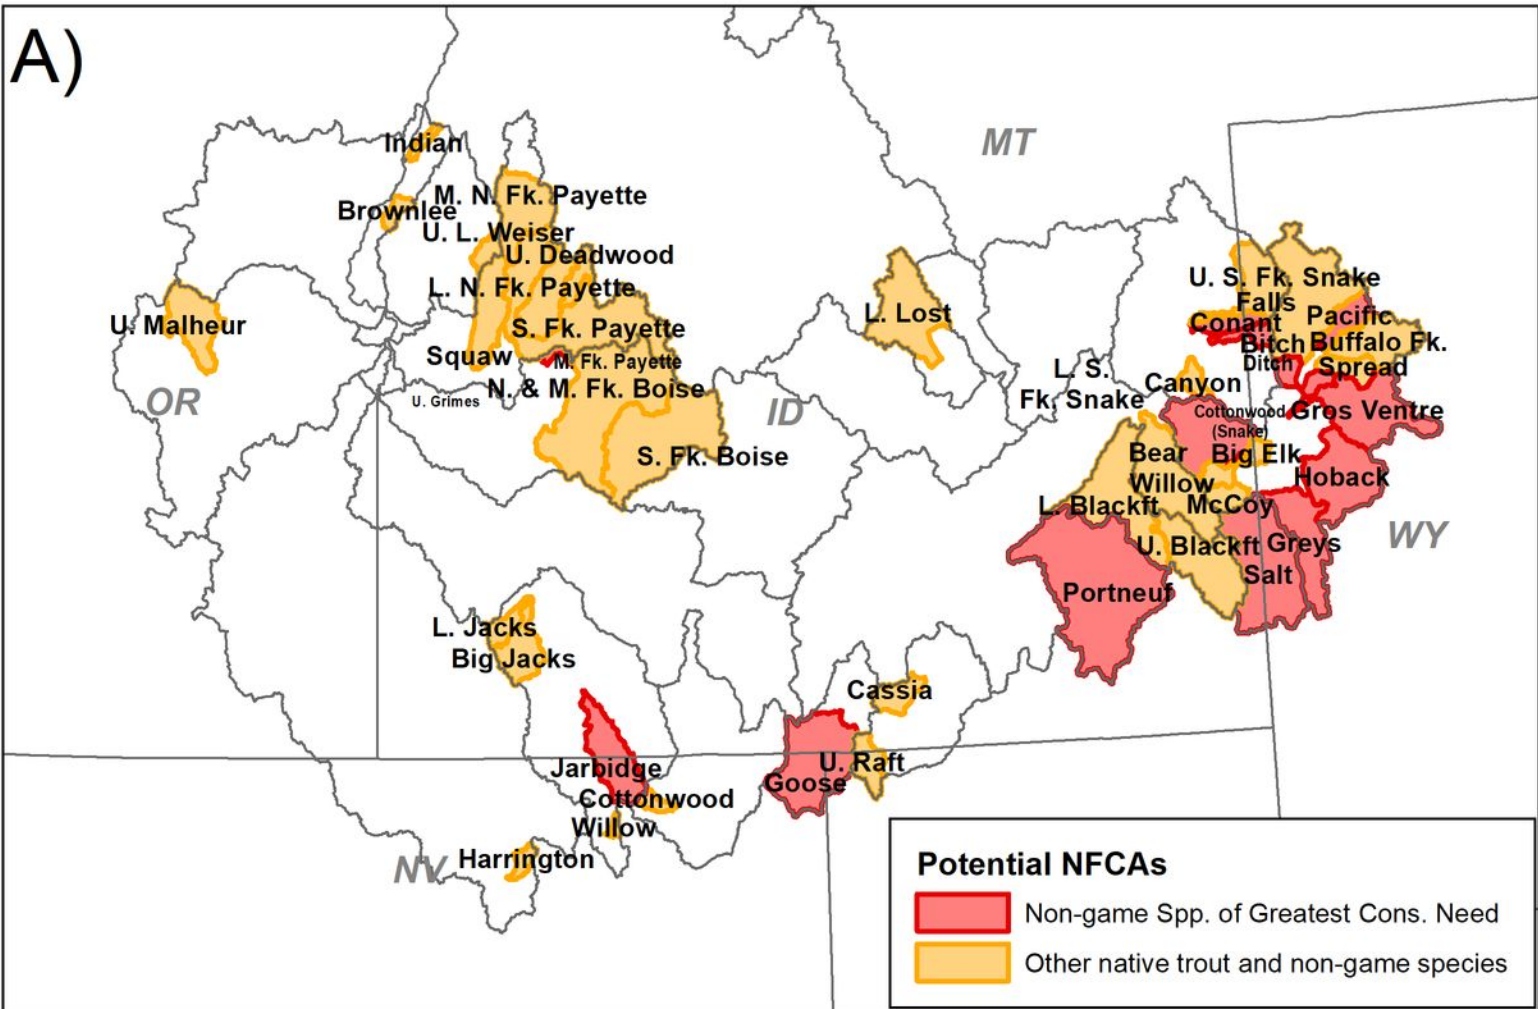 A)
MT
Indian
M. N. Fk. Payette
Brownlee
U. L. Weiser
U. Deadwood
L. N. Fk. Payette
U. Malheur
S. Fk. Payette
Squaw
M. Fk. Payette
N. & M. Fk. Boise
U. Grimes
OR
ID
S. Fk. Boise
L. Lost
L. S.
Fk. Snake
U. S. Fk. Snake
Falls
Pacific
Conant
Bitch
Buffalo Fk.
Ditch
Spread
Canyon
Cottonwood
(Snake)
Gros Ventre
Bear
Big Elk
Hoback
Willow
McCoy
L. Blackft
WY
U. Blackft
Greys
Salt
Portneuf
L. Jacks
Big Jacks
Cassia
Jarbidge
U. Raft
Goose
Cottonwood
Willow
Harrington
NV
Potential NFCAs
Non-game Spp. of Greatest Cons. Need
Other native trout and non-game species